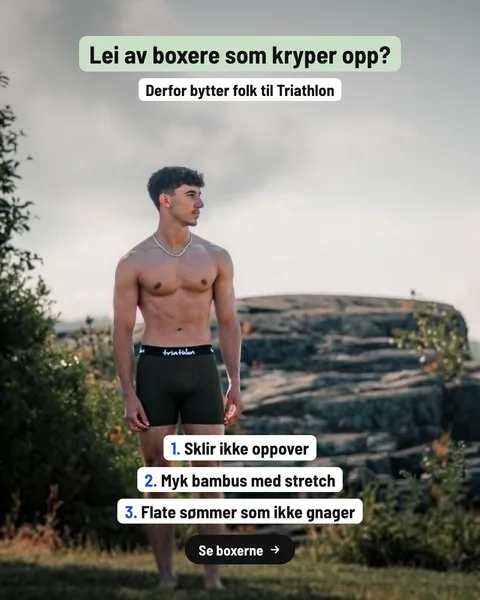 Lei av boxere som kryper opp?
Derfor bytter folk til Triathlon
triathlon
1. Sklir ikke oppover
2. Myk bambus med stretch
3. Flate sømmer som ikke gnager
Se boxerne →